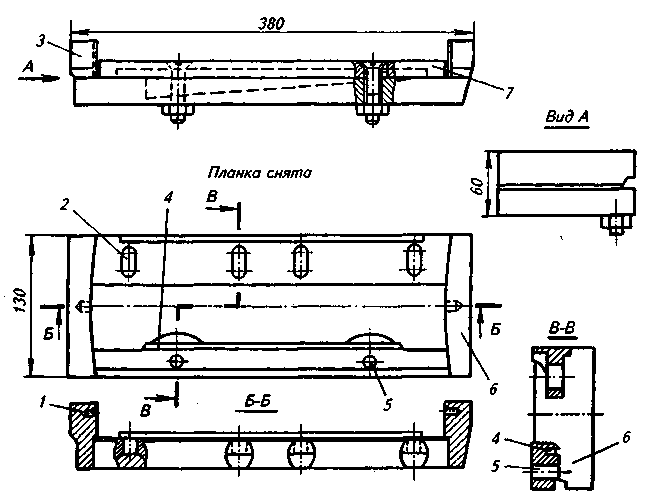 380
3
А
7
Вид А
60
Планка снята
В
4
2
130
Б
Б
6
5
В
Б-Б
1
В-В
4
5
6